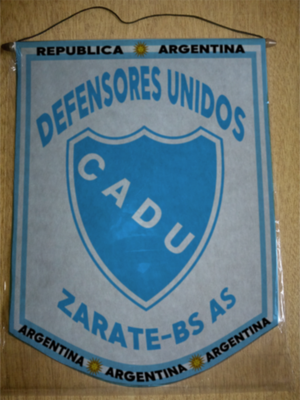 REPUBLICA ARGENTINA
DEFENSORES UNIDOS
CADU
ZARATE-BS AS
ARGENTINA ARGENTINA ARGENTINA